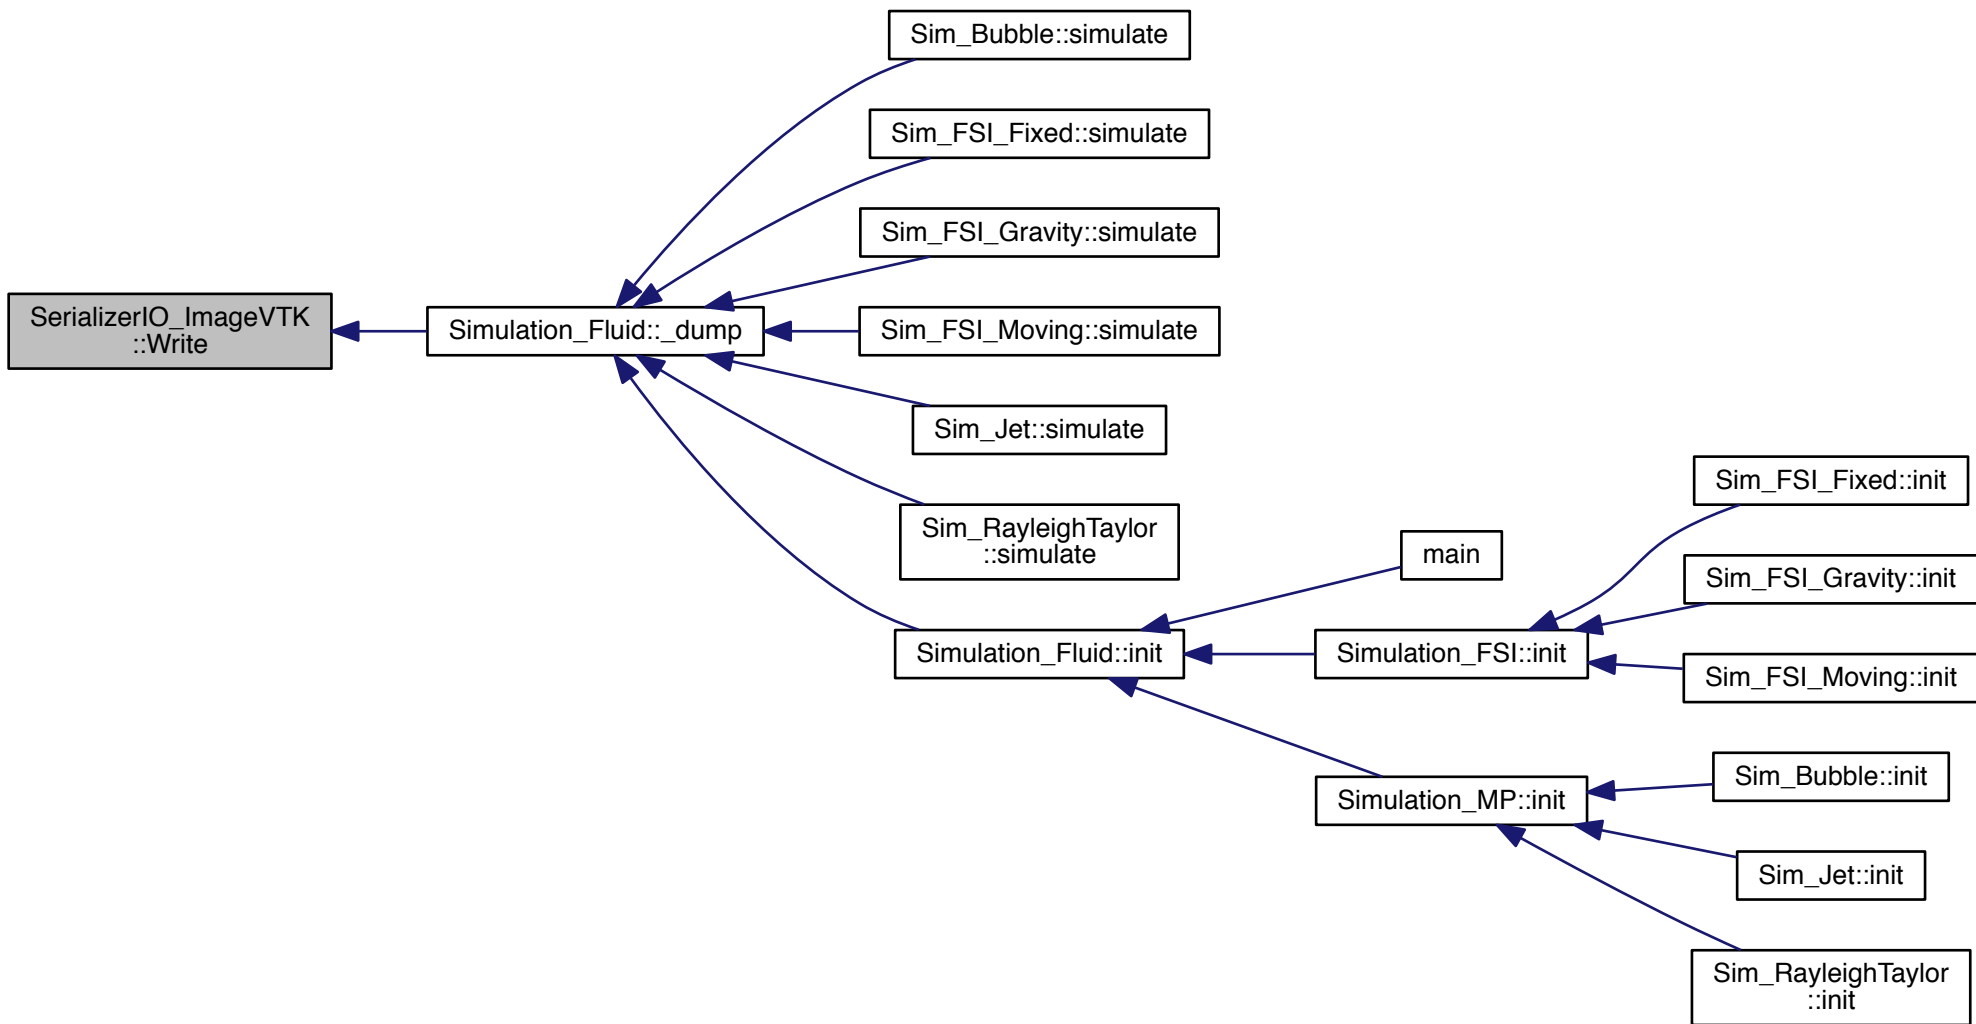 Sim_Bubble::simulate
Sim_FSI_Fixed::simulate
Sim_FSI_Gravity::simulate
SerializerIO_ImageVTK
::Write
Simulation_Fluid::_dump
Sim_FSI_Moving::simulate
Sim_Jet::simulate
Sim_RayleighTaylor
::simulate
Sim_FSI_Fixed::init
main
Sim_FSI_Gravity::init
Simulation_Fluid::init
Simulation_FSI::init
Sim_FSI_Moving::init
Sim_Bubble::init
Simulation_MP::init
Sim_Jet::init
Sim_RayleighTaylor
::init